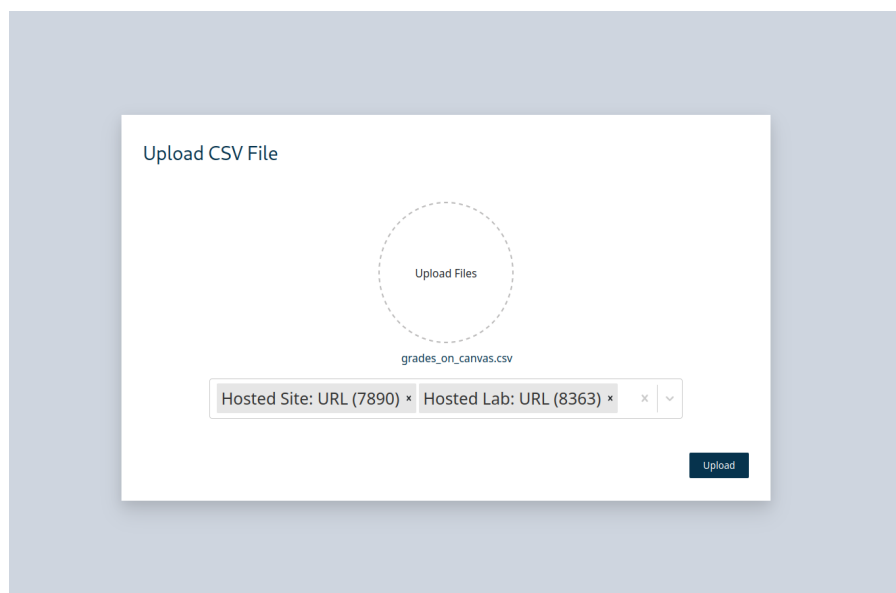 Upload CSV File
Upload Files
grades_on_canvas.csv
Hosted Site: URL (7890) x Hosted Lab: URL (8363) x x
Upload